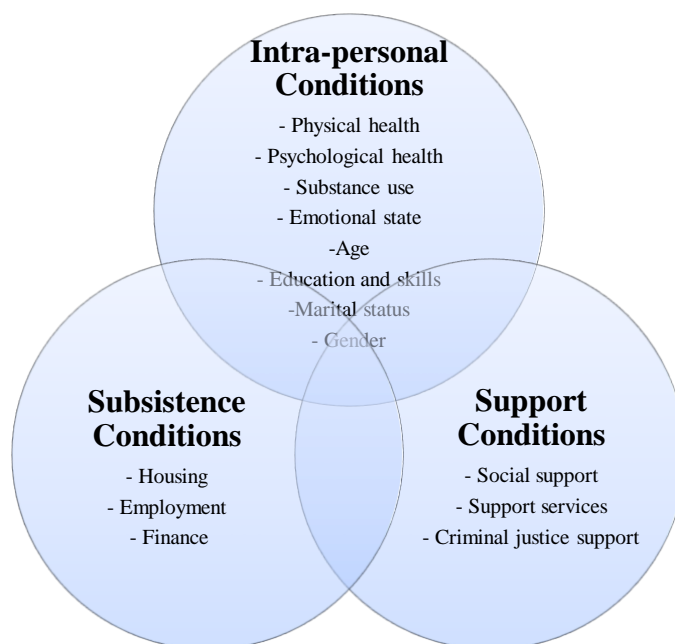 Intra-personal
Conditions
- Physical health
- Psychological health
- Substance use
- Emotional state
-Age
- Education and skills
-Marital status
- Gender
Subsistence
Conditions
- Housing
- Employment
- Finance
Support
Conditions
- Social support
- Support services
- Criminal justice support